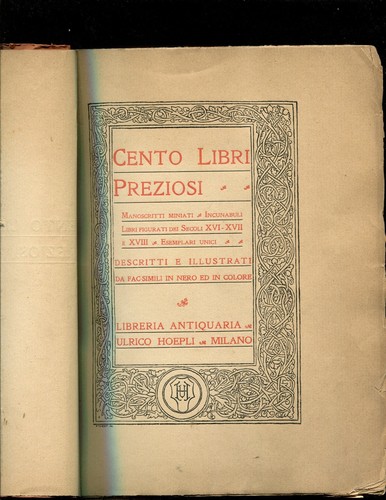 CENTO LIBRI
PREZIOSI
MANOSCRITTI MINIATI INCUNABULI
LIBRI FIGURATI DEI SECOLI XVI-XVII
E XVIII ESEMPLARI UNICI
DESCRITTI E ILLUSTRATI
DA FAC-SIMILI IN NERO ED IN COLORE
LIBRERIA ANTIQUARIA
ULRICO HOEPLI MILANO